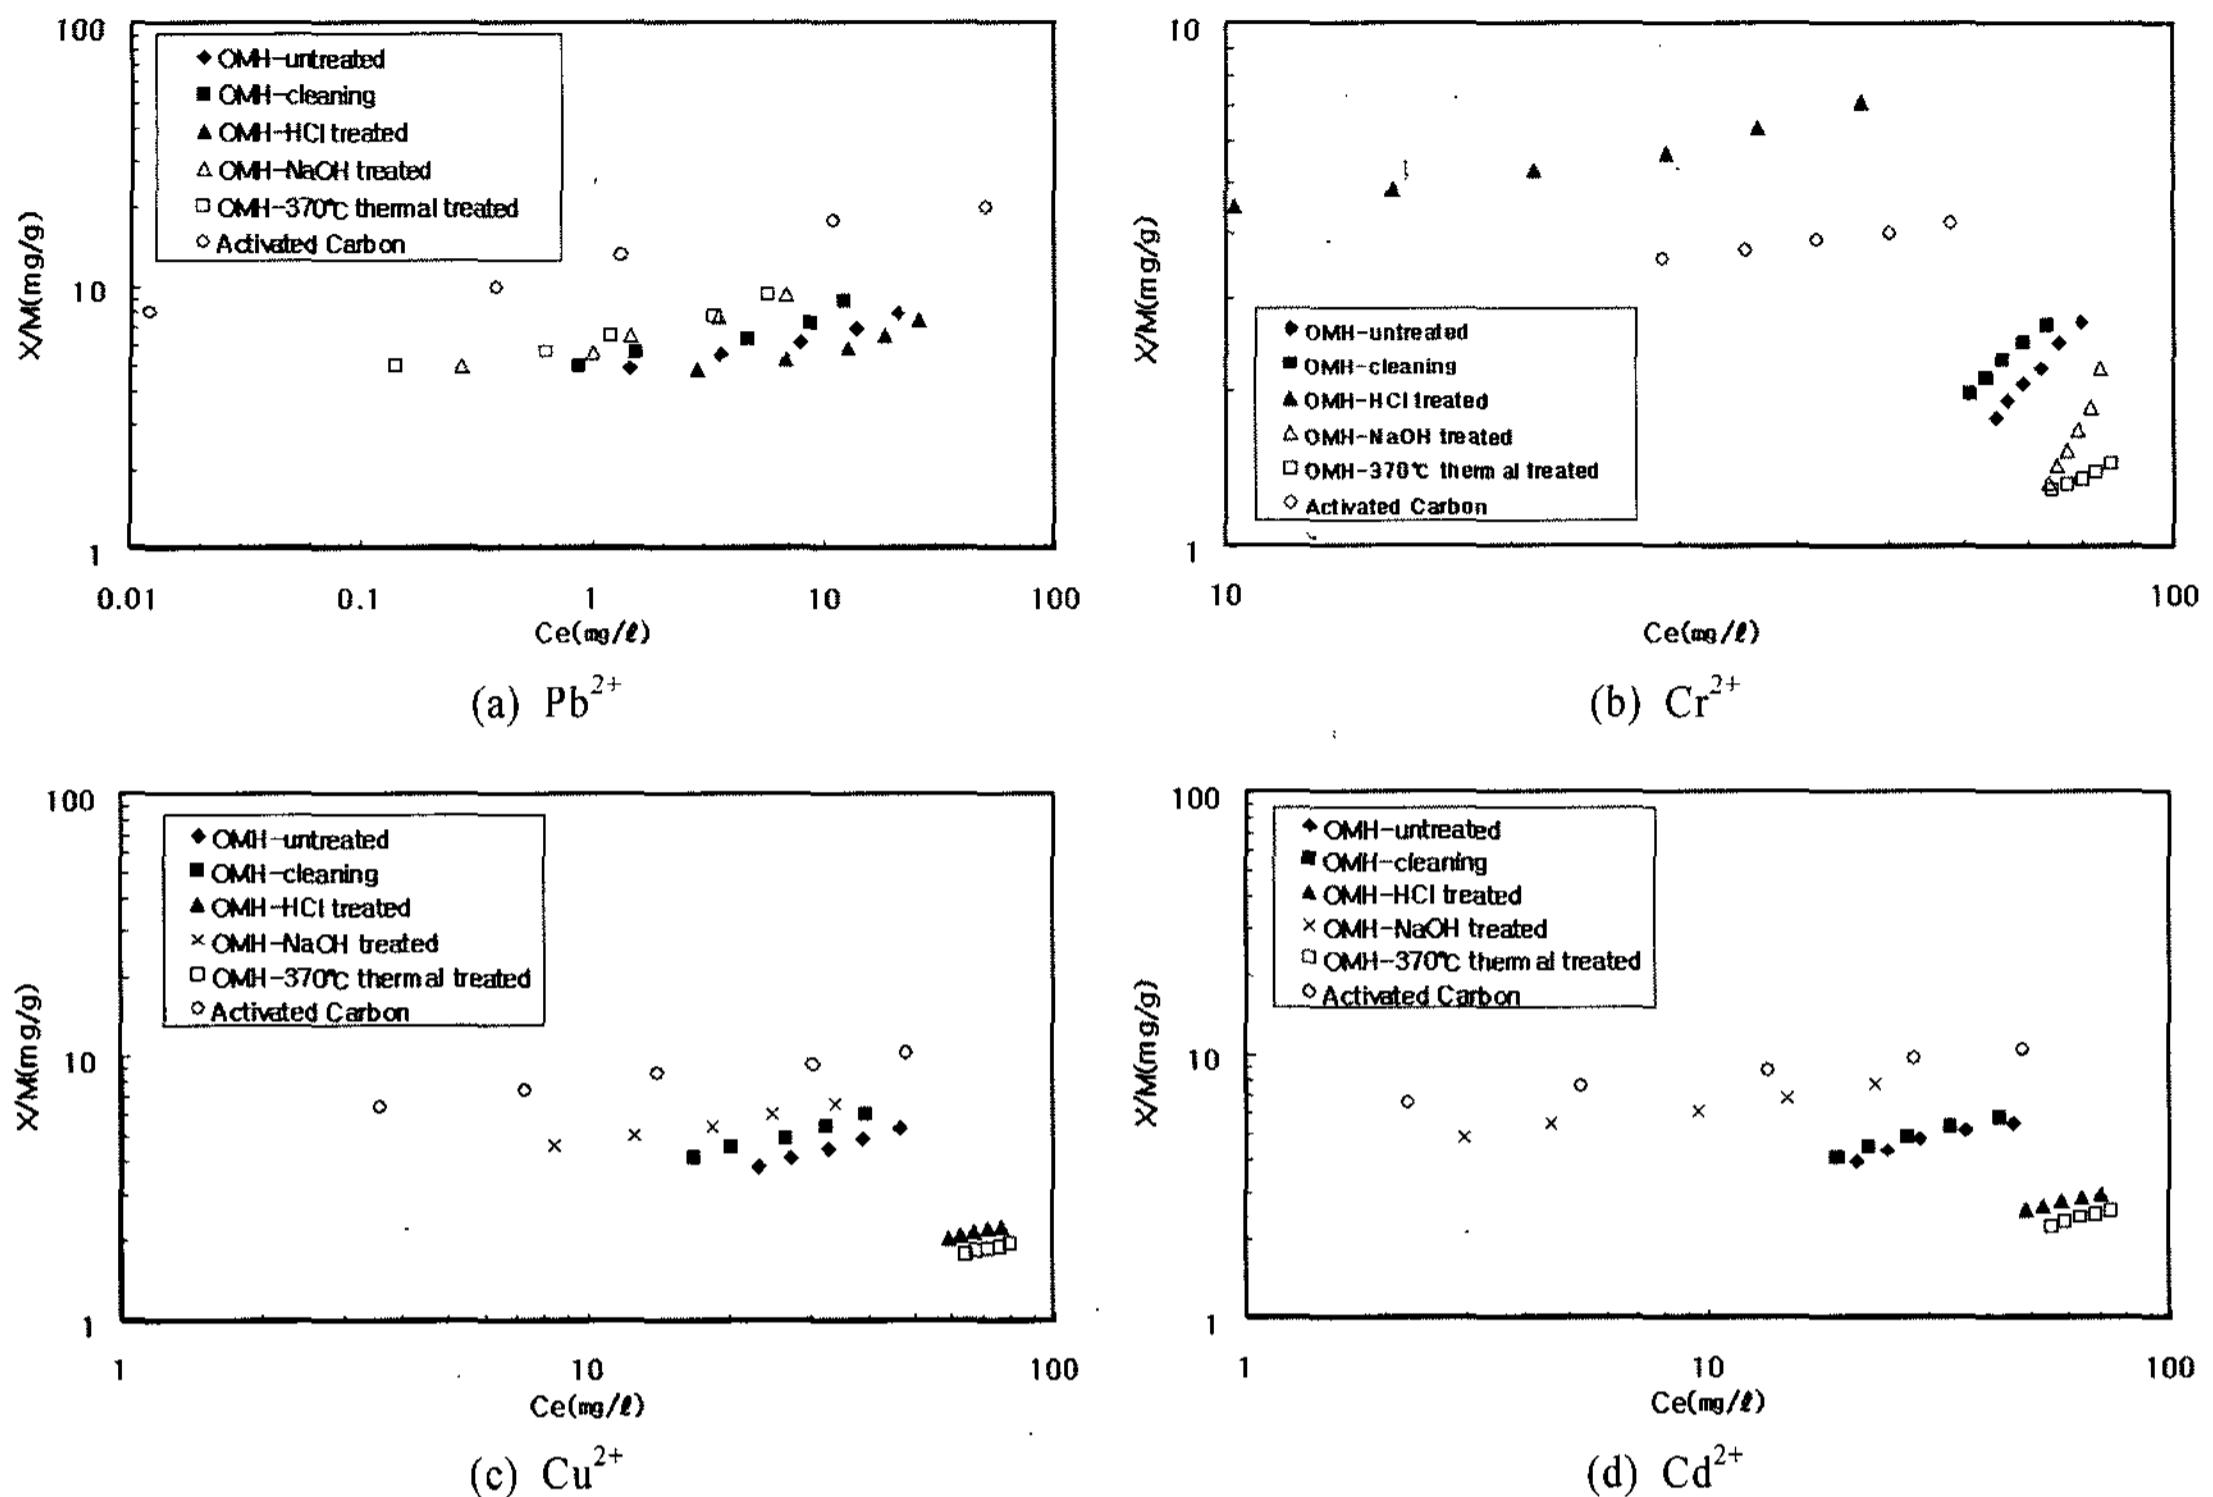 100
10
1
X/M(mg/g)
◆ OMH-untreated
■ OMH-cleaning
▲ OMH-HCl treated
△ OMH-NaOH treated
□ OMH-370℃ thermal treated
○ Activated Carbon
0.01 0.1 1 10 100
Ce(mg/ℓ)
(a) Pb2+
10
1
X/M(mg/g)
◆ OMH-untreated
■ OMH-cleaning
▲ OMH-HCl treated
△ OMH-NaOH treated
□ OMH-370℃ thermal treated
○ Activated Carbon
10 100
Ce(mg/ℓ)
(b) Cr2+
100
10
1
X/M(mg/g)
◆ OMH-untreated
■ OMH-cleaning
▲ OMH-HCl treated
× OMH-NaOH treated
□ OMH-370℃ thermal treated
○ Activated Carbon
1 10 100
Ce(mg/ℓ)
(c) Cu2+
100
10
1
X/M(mg/g)
◆ OMH-untreated
■ OMH-cleaning
▲ OMH-HCl treated
× OMH-NaOH treated
□ OMH-370℃ thermal treated
○ Activated Carbon
1 10 100
Ce(mg/ℓ)
(d) Cd2+